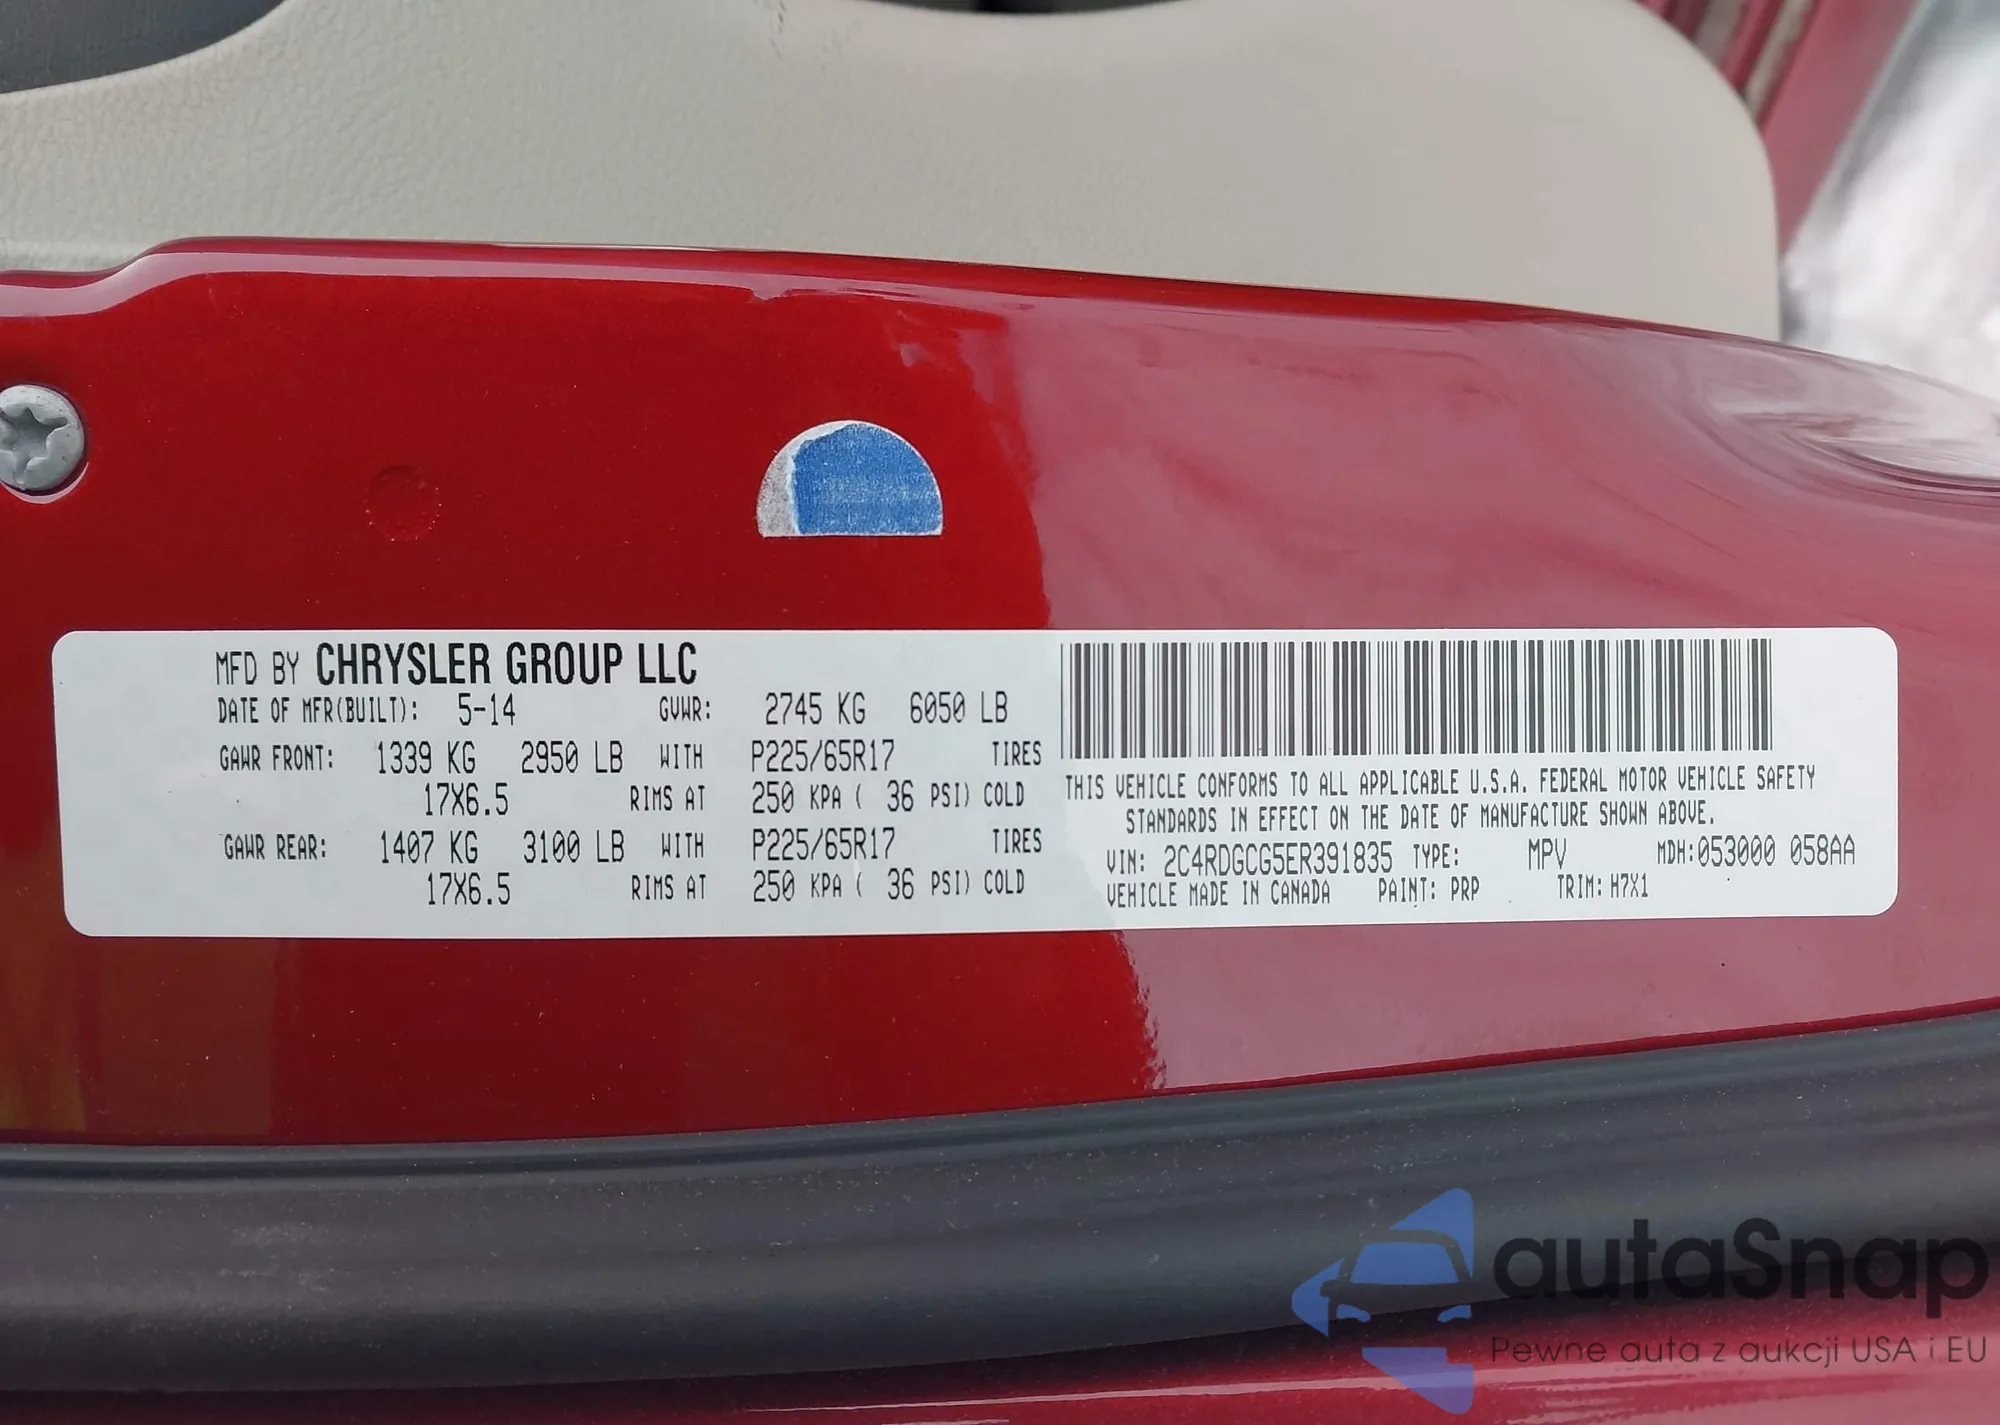 MFD BY CHRYSLER GROUP LLC
DATE OF MFR(BUILT): 5-14 GVWR: 2745 KG 6050 LB
GAWR FRONT: 1339 KG 2950 LB WITH P225/65R17 TIRES
17X6.5 RIMS AT 250 KPA ( 36 PSI) COLD
GAWR REAR: 1407 KG 3100 LB WITH P225/65R17 TIRES
17X6.5 RIMS AT 250 KPA ( 36 PSI) COLD
THIS VEHICLE CONFORMS TO ALL APPLICABLE U.S.A. FEDERAL MOTOR VEHICLE SAFETY
STANDARDS IN EFFECT ON THE DATE OF MANUFACTURE SHOWN ABOVE.
VIN: 2C4RDGCG5ER391835 TYPE: MPV MDH:053000 058AA
VEHICLE MADE IN CANADA PAINT: PRP TRIM: H7X1
autaSnap
Pewne auta z aukcji USA i EU